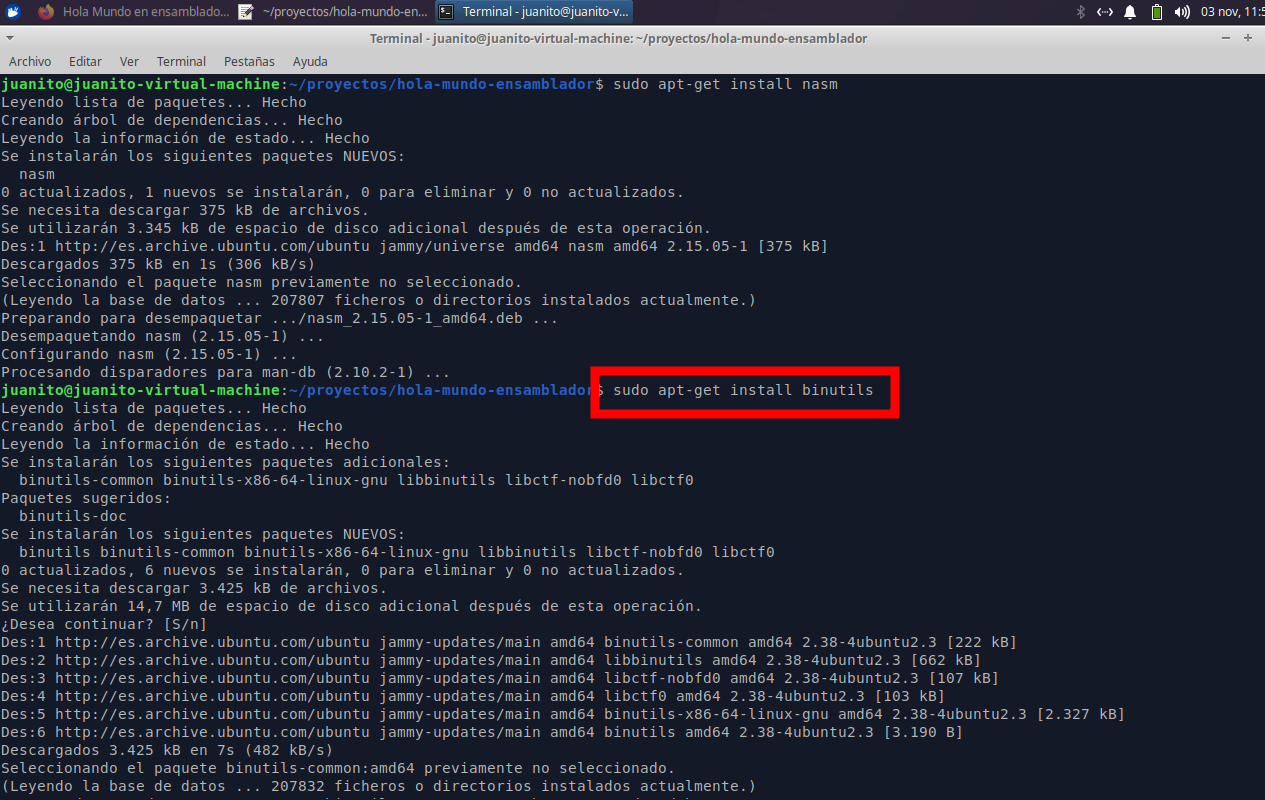 Hola Mundo en ensamblado... ~/proyectos/hola-mundo-en... Terminal - juanito@juanito-v... 03 nov, 11:5
Terminal - juanito@juanito-virtual-machine: ~/proyectos/hola-mundo-ensamblador
Archivo Editar Ver Terminal Pestañas Ayuda
juanito@juanito-virtual-machine:~/proyectos/hola-mundo-ensamblador$ sudo apt-get install nasm
Leyendo lista de paquetes... Hecho
Creando árbol de dependencias... Hecho
Leyendo la información de estado... Hecho
Se instalarán los siguientes paquetes NUEVOS:
  nasm
0 actualizados, 1 nuevos se instalarán, 0 para eliminar y 0 no actualizados.
Se necesita descargar 375 kB de archivos.
Se utilizarán 3.345 kB de espacio de disco adicional después de esta operación.
Des:1 http://es.archive.ubuntu.com/ubuntu jammy/universe amd64 nasm amd64 2.15.05-1 [375 kB]
Descargados 375 kB en 1s (306 kB/s)
Seleccionando el paquete nasm previamente no seleccionado.
(Leyendo la base de datos ... 207807 ficheros o directorios instalados actualmente.)
Preparando para desempaquetar .../nasm_2.15.05-1_amd64.deb ...
Desempaquetando nasm (2.15.05-1) ...
Configurando nasm (2.15.05-1) ...
Procesando disparadores para man-db (2.10.2-1) ...
juanito@juanito-virtual-machine:~/proyectos/hola-mundo-ensamblador$ sudo apt-get install binutils
Leyendo lista de paquetes... Hecho
Creando árbol de dependencias... Hecho
Leyendo la información de estado... Hecho
Se instalarán los siguientes paquetes adicionales:
  binutils-common binutils-x86-64-linux-gnu libbinutils libctf-nobfd0 libctf0
Paquetes sugeridos:
  binutils-doc
Se instalarán los siguientes paquetes NUEVOS:
  binutils binutils-common binutils-x86-64-linux-gnu libbinutils libctf-nobfd0 libctf0
0 actualizados, 6 nuevos se instalarán, 0 para eliminar y 0 no actualizados.
Se necesita descargar 3.425 kB de archivos.
Se utilizarán 14,7 MB de espacio de disco adicional después de esta operación.
¿Desea continuar? [S/n]
Des:1 http://es.archive.ubuntu.com/ubuntu jammy-updates/main amd64 binutils-common amd64 2.38-4ubuntu2.3 [222 kB]
Des:2 http://es.archive.ubuntu.com/ubuntu jammy-updates/main amd64 libbinutils amd64 2.38-4ubuntu2.3 [662 kB]
Des:3 http://es.archive.ubuntu.com/ubuntu jammy-updates/main amd64 libctf-nobfd0 amd64 2.38-4ubuntu2.3 [107 kB]
Des:4 http://es.archive.ubuntu.com/ubuntu jammy-updates/main amd64 libctf0 amd64 2.38-4ubuntu2.3 [103 kB]
Des:5 http://es.archive.ubuntu.com/ubuntu jammy-updates/main amd64 binutils-x86-64-linux-gnu amd64 2.38-4ubuntu2.3 [2.327 kB]
Des:6 http://es.archive.ubuntu.com/ubuntu jammy-updates/main amd64 binutils amd64 2.38-4ubuntu2.3 [3.190 B]
Descargados 3.425 kB en 7s (482 kB/s)
Seleccionando el paquete binutils-common:amd64 previamente no seleccionado.
(Leyendo la base de datos ... 207832 ficheros o directorios instalados actualmente.)